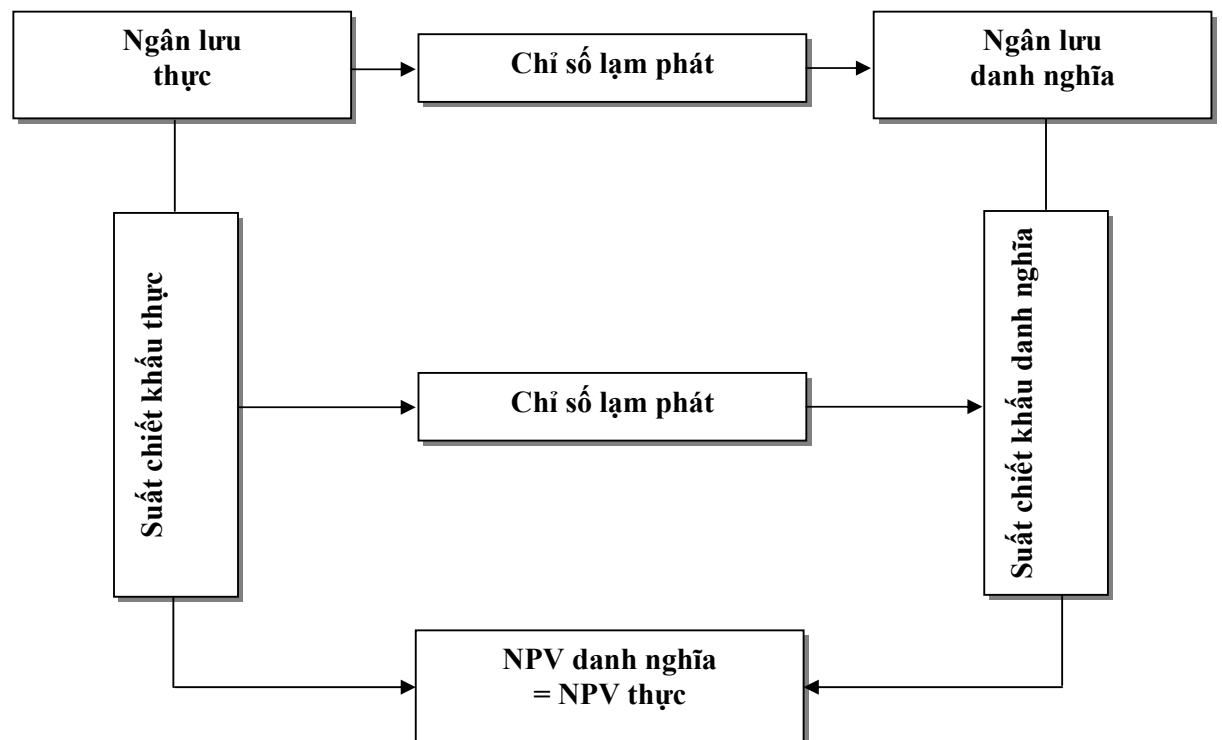 Ngân lưu
thực
Chỉ số lạm phát
Ngân lưu
danh nghĩa
Suất chiết khấu thực
Chỉ số lạm phát
Suất chiết khấu danh nghĩa
NPV danh nghĩa
= NPV thực